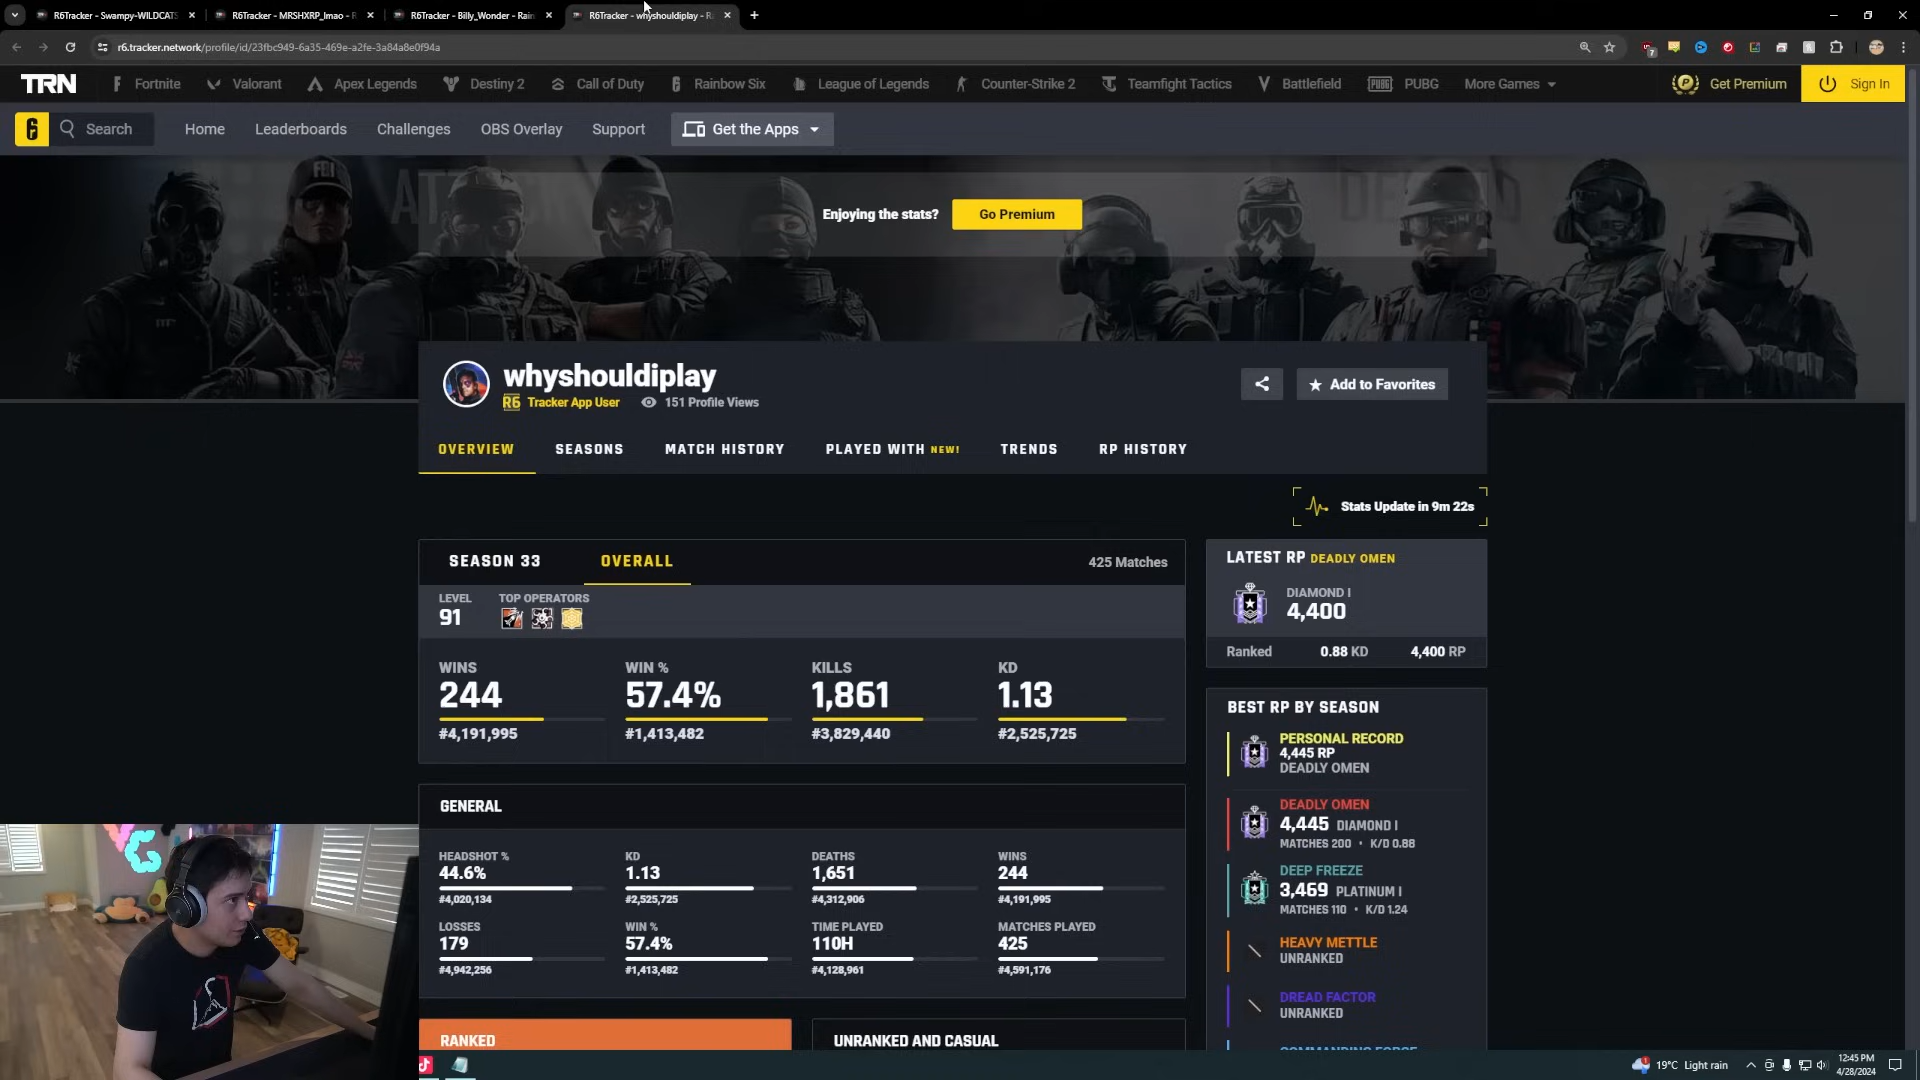 R6Tracker - Swampy-WILDCATS
R6Tracker - MRSHXRP_lmao - R
R6Tracker - Billy_Wonder - Rain
R6Tracker - whyshouldiplay - R
r6.tracker.network/profile/id/23fbc949-6a35-469e-a2fe-3a84a8e0f94a
7
TRN
Fortnite
Valorant
Apex Legends
Destiny 2
Call of Duty
Rainbow Six
League of Legends
Counter-Strike 2
Teamfight Tactics
Battlefield
PUBG
PUBG
More Games
Get Premium
Sign In
6
Search
Home
Leaderboards
Challenges
OBS Overlay
Support
Get the Apps
FBI
Enjoying the stats?
Go Premium
whyshouldiplay
R6 Tracker App User
151 Profile Views
Add to Favorites
OVERVIEW
SEASONS
MATCH HISTORY
PLAYED WITH NEW!
TRENDS
RP HISTORY
Stats Update in 9m 22s
SEASON 33
OVERALL
425 Matches
LEVEL
91
TOP OPERATORS
WINS
244
#4,191,995
WIN %
57.4%
#1,413,482
KILLS
1,861
#3,829,440
KD
1.13
#2,525,725
GENERAL
HEADSHOT %
44.6%
#4,020,134
KD
1.13
#2,525,725
DEATHS
1,651
#4,312,906
WINS
244
#4,191,995
LOSSES
179
#4,942,256
WIN %
57.4%
#1,413,482
TIME PLAYED
110H
#4,128,961
MATCHES PLAYED
425
#4,591,176
RANKED
UNRANKED AND CASUAL
LATEST RP DEADLY OMEN
DIAMOND I
4,400
Ranked
0.88 KD
4,400 RP
BEST RP BY SEASON
PERSONAL RECORD
4,445 RP
DEADLY OMEN
DEADLY OMEN
4,445 DIAMOND I
MATCHES 200 • K/D 0.88
DEEP FREEZE
3,469 PLATINUM I
MATCHES 110 • K/D 1.24
HEAVY METTLE
UNRANKED
DREAD FACTOR
UNRANKED
COMMANDING FORCE
19°C Light rain
12:45 PM
4/28/2024